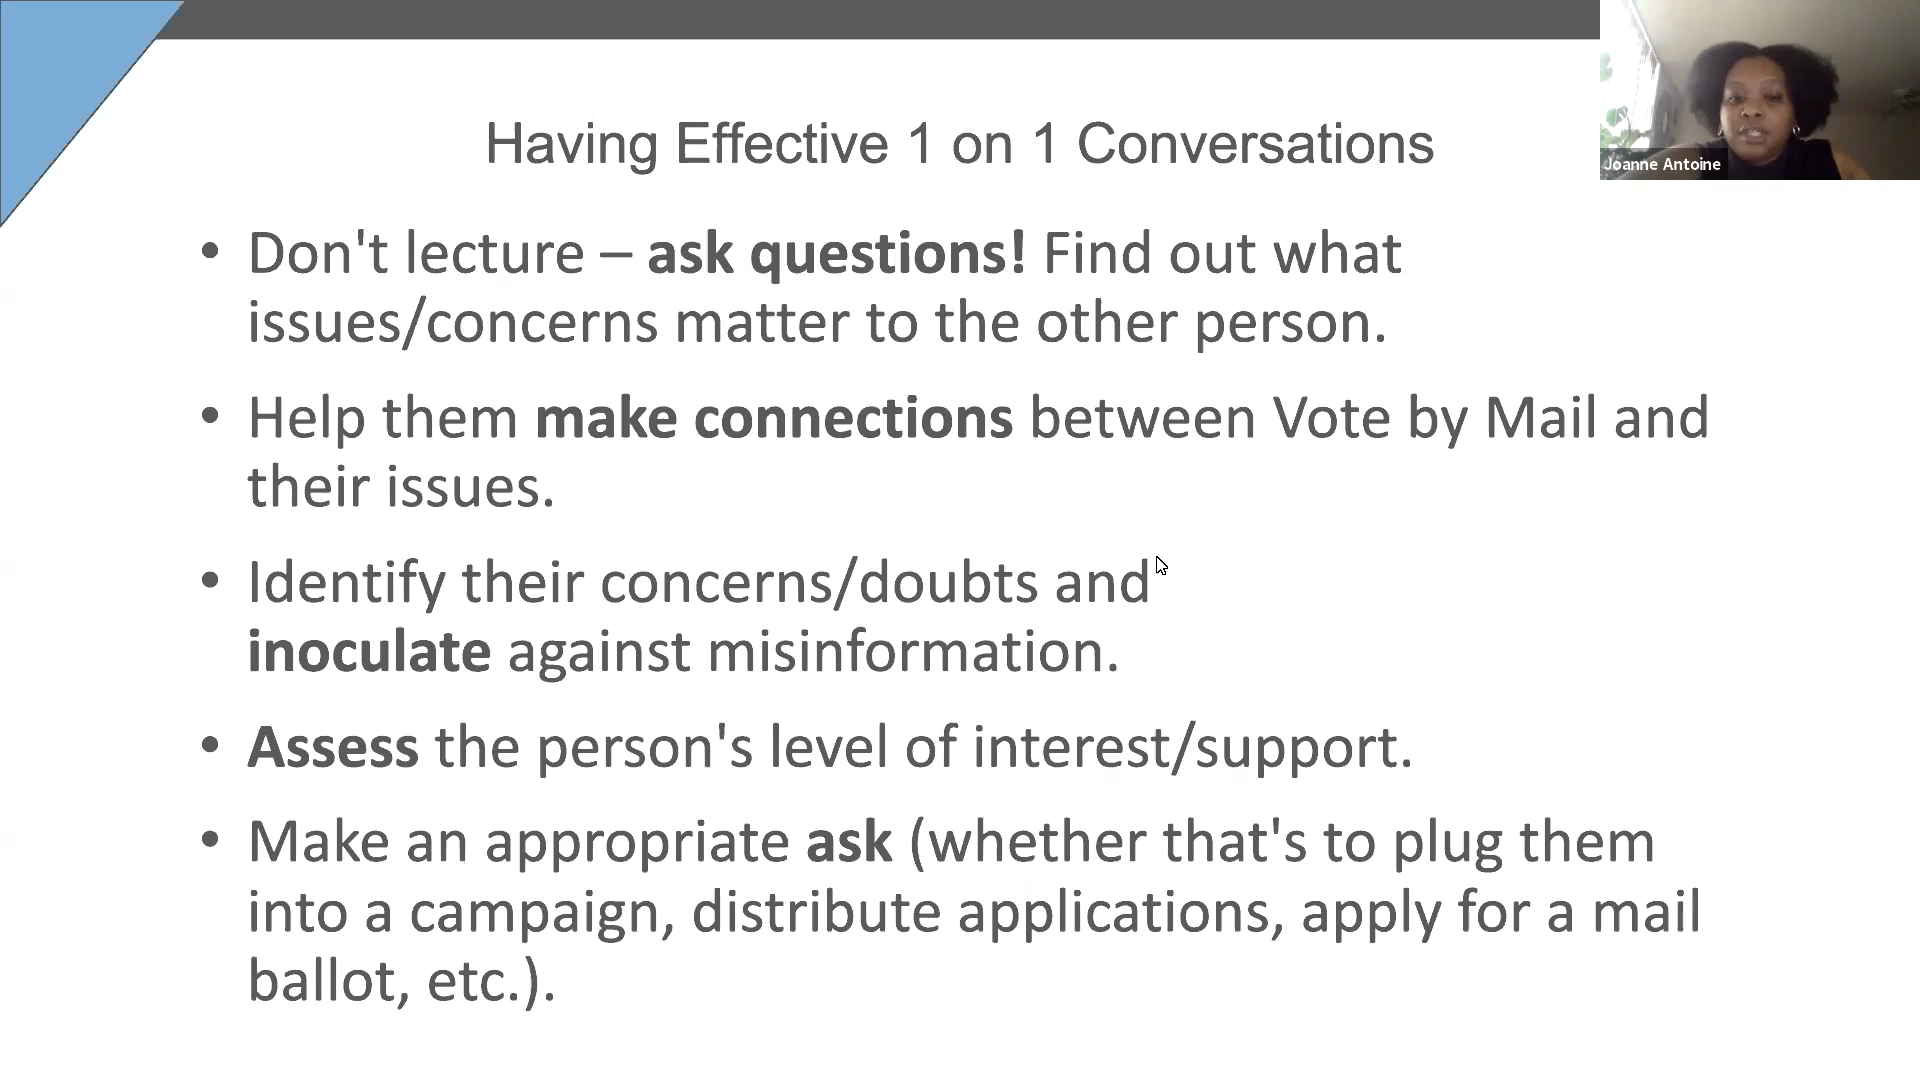 Having Effective 1 on 1 Conversations
Joanne Antoine
• Don't lecture – ask questions! Find out what
issues/concerns matter to the other person.
• Help them make connections between Vote by Mail and
their issues.
• Identify their concerns/doubts and
inoculate against misinformation.
• Assess the person's level of interest/support.
• Make an appropriate ask (whether that's to plug them
into a campaign, distribute applications, apply for a mail
ballot, etc.).